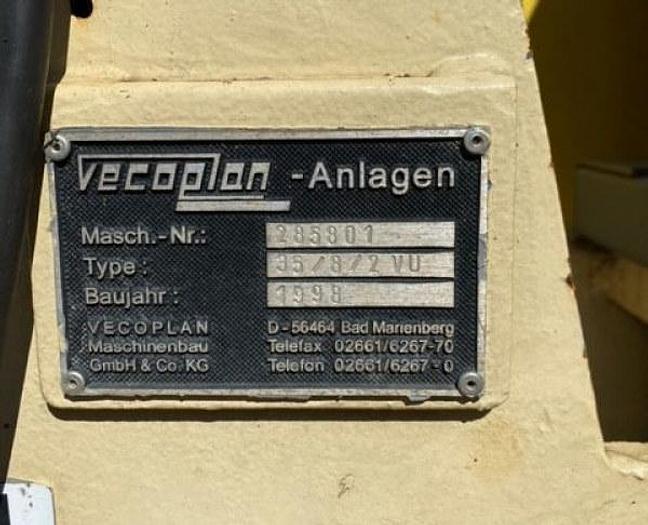 vecoplan - Anlagen
Masch.-Nr.: 285801
Type: 35/8/2 VU
Baujahr: 1998
VECOPLAN D-56464 Bad Marienberg
Maschinenbau Telefax 02661/6267-70
GmbH & Co. KG Telefon 02661/6267-0